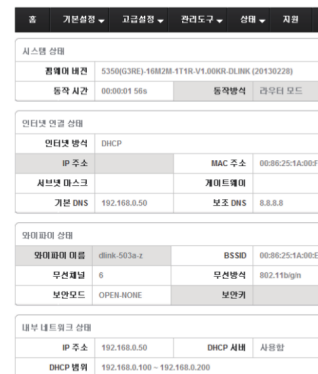 홈 기본설정 고급설정 관리도구 상태 지원
시스템 상태
펌웨어 버전 5350(G3RE)-16M2M-1T1R-V1.00KR-DLINK (20130228)
동작 시간 00:00:01 56s 동작방식 라우터 모드
인터넷 연결 상태
인터넷 방식 DHCP
IP 주소 MAC 주소 00:86:25:1A:00:F
서브넷 마스크 게이트웨이
기본 DNS 192.168.0.50 보조 DNS 8.8.8.8
와이파이 상태
와이파이 이름 dlink-503a-z BSSID 00:86:25:1A:00:E
무선채널 6 무선방식 802.11b/g/n
보안모드 OPEN-NONE 보안키
내부 네트워크 상태
IP 주소 192.168.0.50 DHCP 서버 사용함
DHCP 범위 192.168.0.100 ~ 192.168.0.200